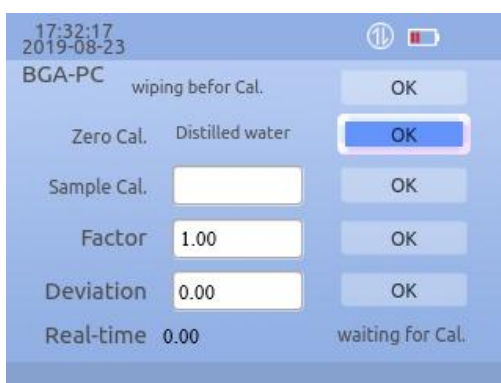 17:32:17
2019-08-23
BGA-PC
wiping befor Cal. OK
Zero Cal. Distilled water OK
Sample Cal. OK
Factor 1.00 OK
Deviation 0.00 OK
Real-time 0.00 waiting for Cal.